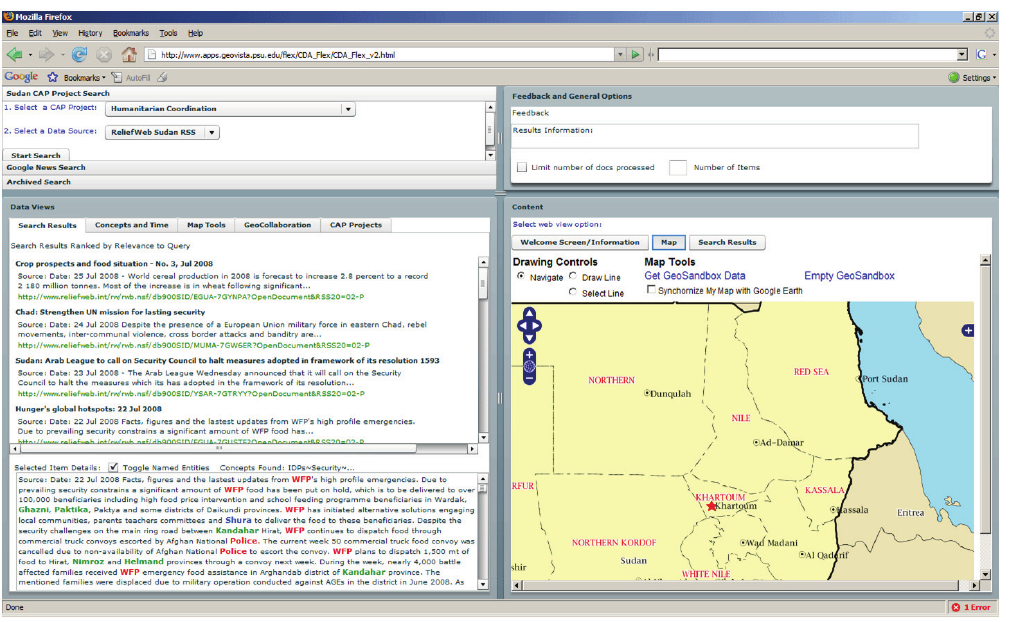 Mozilla Firefox
File Edit View History Bookmarks Tools Help
http://www.apps.geovista.psu.edu/flex/CDA_Flex/CDA_Flex_v2.html
G
Google Bookmarks AutoFill Settings
Sudan CAP Project Search
1. Select a CAP Project: Humanitarian Coordination
2. Select a Data Source: ReliefWeb Sudan RSS
Start Search
Google News Search
Archived Search
Feedback and General Options
Feedback
Results Information:
Limit number of docs processed Number of Items
Data Views
Search Results Concepts and Time Map Tools GeoCollaboration CAP Projects
Search Results Ranked by Relevance to Query
Crop prospects and food situation - No. 3, Jul 2008
Source: Date: 25 Jul 2008 - World cereal production in 2008 is forecast to increase 2.8 percent to a record
2 180 million tonnes. Most of the increase is in wheat following significant...
http://www.reliefweb.int/rw/rwb.nsf/db900SID/EGUA-7GYNPA?OpenDocument&RSS20=02-P
Chad: Strengthen UN mission for lasting security
Source: Date: 24 Jul 2008 Despite the presence of a European Union military force in eastern Chad, rebel
movements, inter-communal violence, cross border attacks and banditry are...
http://www.reliefweb.int/rw/rwb.nsf/db900SID/MUMA-7GW6ER?OpenDocument&RSS20=02-P
Sudan: Arab League to call on Security Council to halt measures adopted in framework of its resolution 1593
Source: Date: 23 Jul 2008 - The Arab League Wednesday announced that it will call on the Security
Council to halt the measures which its has adopted in the framework of its resolution...
http://www.reliefweb.int/rw/rwb.nsf/db900SID/YSAR-7GTRYY?OpenDocument&RSS20=02-P
Hunger's global hotspots: 22 Jul 2008
Source: Date: 22 Jul 2008 Facts, figures and the lastest updates from WFP's high profile emergencies.
Due to prevailing security constrains a significant amount of WFP food has...
http://www.reliefweb.int/rw/rwb.nsf/db900SID/EGUA-7GUSTF?OpenDocument&RSS20=02-P
Selected Item Details: Toggle Named Entities Concepts Found: IDPs~Security~...
Source: Date: 22 Jul 2008 Facts, figures and the lastest updates from WFP's high profile emergencies. Due to
prevailing security constrains a significant amount of WFP food has been put on hold, which is to be delivered to over
100,000 beneficiaries including high food price intervention and school feeding programme beneficiaries in Wardak,
Ghazni, Paktika, Paktya and some districts of Daikundi provinces. WFP has initiated alternative solutions engaging
local communities, parents teachers committees and Shura to deliver the food to these beneficiaries. Despite the
security challenges on the main ring road between Kandahar Hirat, WFP continues to dispatch food through
commercial truck convoys escorted by Afghan National Police. The current week 50 commercial truck food convoy was
cancelled due to non-availability of Afghan National Police to escort the convoy. WFP plans to dispatch 1,500 mt of
food to Hirat, Nimroz and Helmand provinces through a convoy next week. During the week, nearly 4,000 battle
affected families received WFP emergency food assistance in Arghandab district of Kandahar province. The
mentioned families were displaced due to military operation conducted against AGEs in the district in June 2008. As
Content
Select web view option:
Welcome Screen/Information Map Search Results
Drawing Controls Map Tools
Navigate Draw Line Get GeoSandbox Data Empty GeoSandbox
Select Line Synchornize My Map with Google Earth
NORTHERN
RED SEA
Port Sudan
Dunqulah
NILE
Ad-Damar
RFUR
KHARTOUM
Khartoum
KASSALA
Kassala
Eritrea
NORTHERN KORDOF
Wad Madani
Al Qadarif
shir
Sudan
WHITE NILE
Done 1 Error